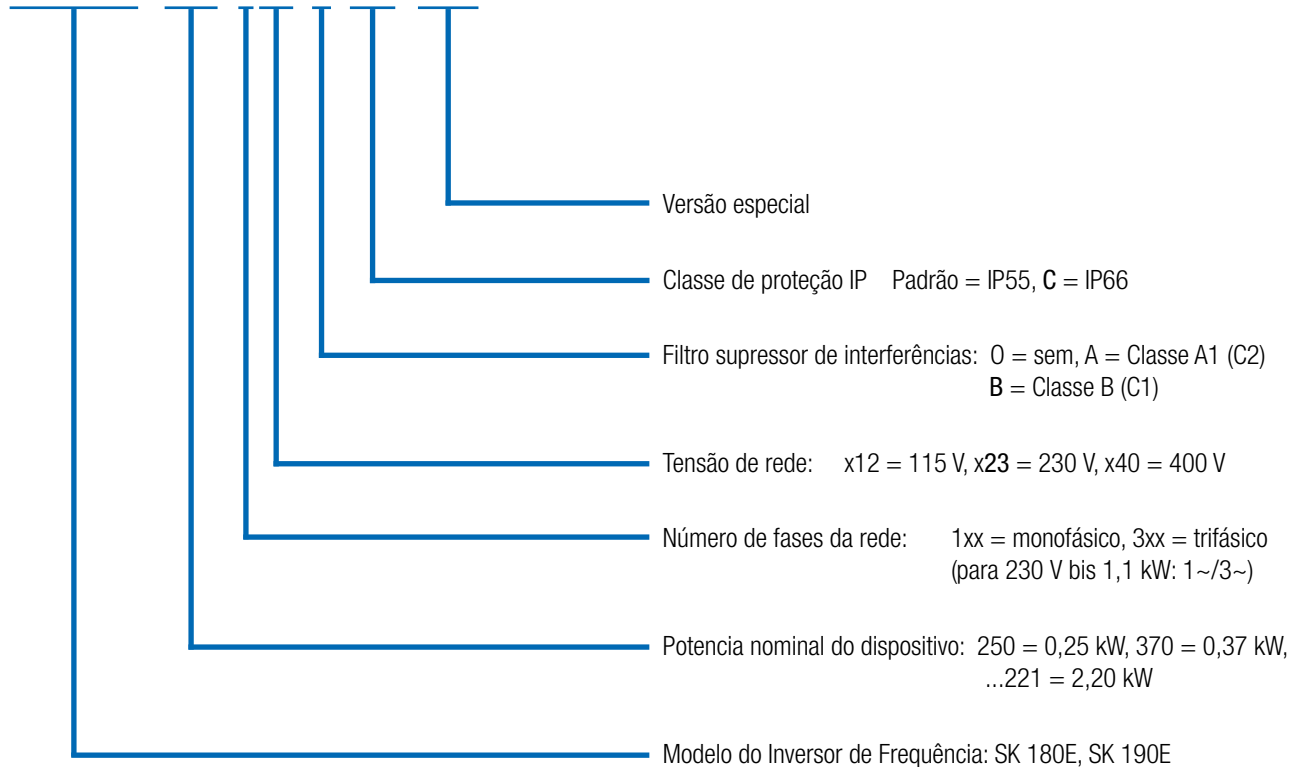 Versão especial
Classe de proteção IP Padrão = IP55, C = IP66
Filtro supressor de interferências: O = sem, A = Classe A1 (C2)
B = Classe B (C1)
Tensão de rede: x12 = 115 V, x23 = 230 V, x40 = 400 V
Número de fases da rede: 1xx = monofásico, 3xx = trifásico
(para 230 V bis 1,1 kW: 1~/3~)
Potencia nominal do dispositivo: 250 = 0,25 kW, 370 = 0,37 kW,
...221 = 2,20 kW
Modelo do Inversor de Frequência: SK 180E, SK 190E